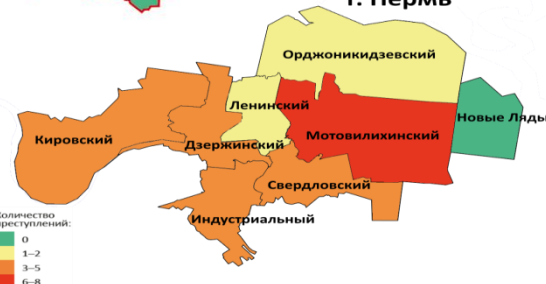 г. Пермь
Орджоникидзевский
Ленинский
Новые Ляды
Мотовилихинский
Кировский
Дзержинский
Свердловский
Индустриальный
Количество
преступлений:
0
1–2
3–5
6–8